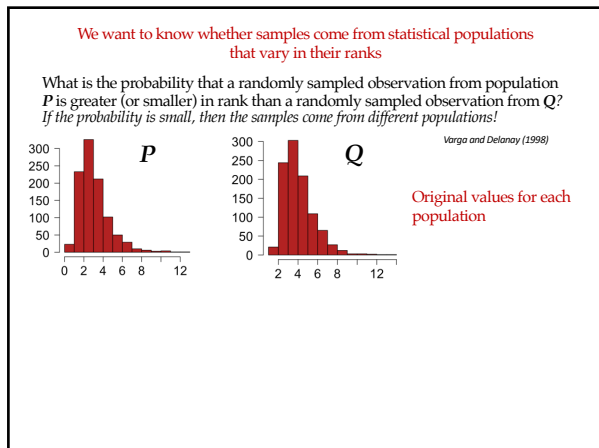 We want to know whether samples come from statistical populations
that vary in their ranks
What is the probability that a randomly sampled observation from population
P is greater (or smaller) in rank than a randomly sampled observation from Q?
If the probability is small, then the samples come from different populations!
Varga and Delanay (1998)
P
300
250
200
150
100
50
0
0 2 4 6 8 12
Q
300
250
200
150
100
50
0
2 4 6 8 12
Original values for each
population